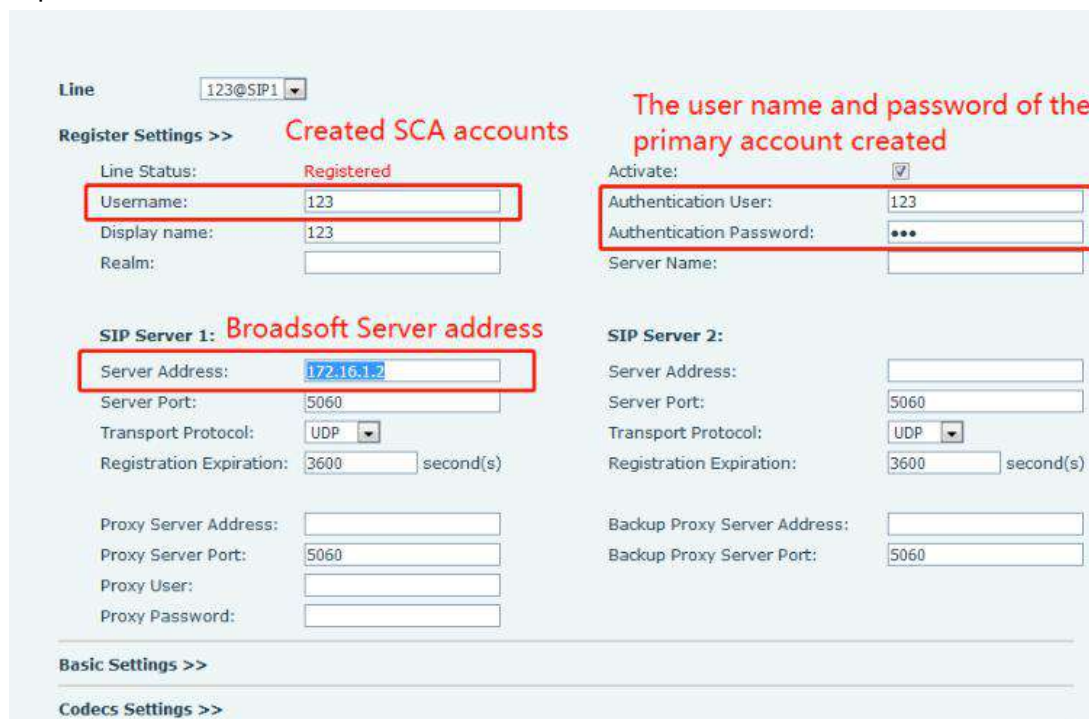 Line 123@SIP1
The user name and password of the
primary account created
Register Settings >> Created SCA accounts
Line Status: Registered Activate:
Username: 123 Authentication User: 123
Display name: 123 Authentication Password: •••
Realm: Server Name:
SIP Server 1: Broadsoft Server address SIP Server 2:
Server Address: 172.16.1.2 Server Address:
Server Port: 5060 Server Port: 5060
Transport Protocol: UDP Transport Protocol: UDP
Registration Expiration: 3600 second(s) Registration Expiration: 3600 second(s)
Proxy Server Address: Backup Proxy Server Address:
Proxy Server Port: 5060 Backup Proxy Server Port: 5060
Proxy User:
Proxy Password:
Basic Settings >>
Codecs Settings >>